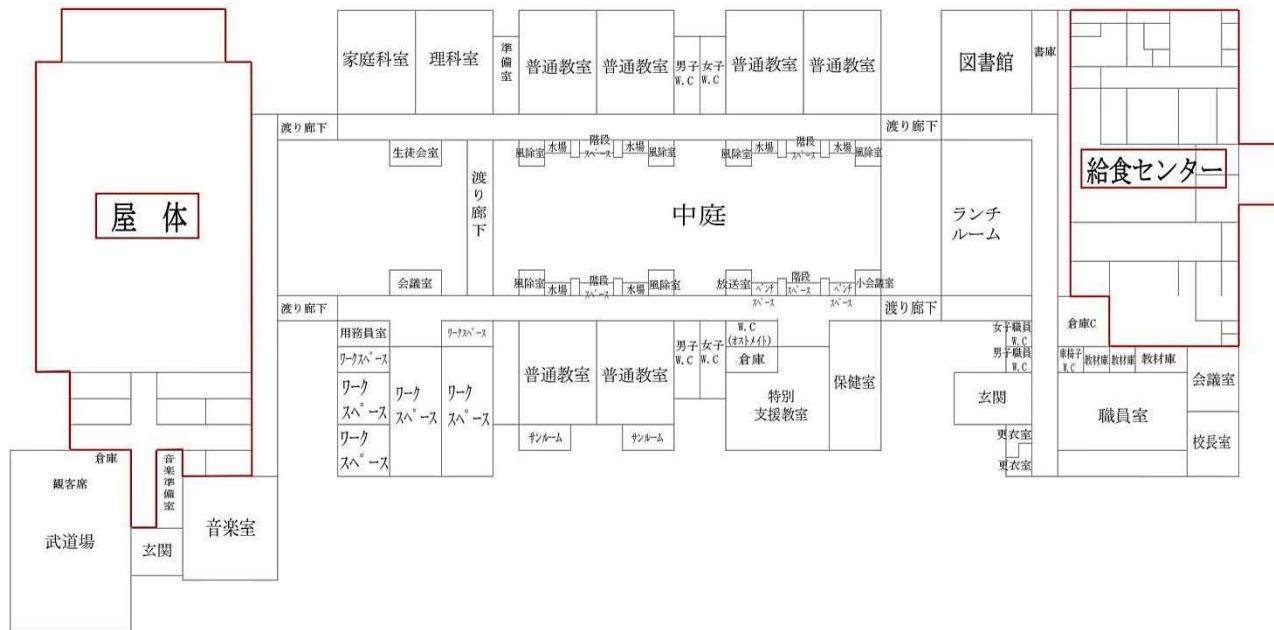 家庭科室
理科室
準備室
普通教室
普通教室
男子
W.C
女子
W.C
普通教室
普通教室
図書館
書庫
渡り廊下
渡り廊下
生徒会室
渡り廊下
風除室
水場
階段
スペース
水場
風除室
風除室
水場
階段
スペース
水場
風除室
屋 体
中庭
ランチ
ルーム
給食センター
会議室
風除室
水場
階段
スペース
水場
風除室
放送室
ベンチ
スペース
階段
スペース
ベンチ
スペース
小会議室
渡り廊下
渡り廊下
用務員室
ワークスペース
ワークスペース
ワーク
スペース
ワーク
スペース
ワーク
スペース
ワーク
スペース
普通教室
普通教室
サンルーム
サンルーム
男子
W.C
女子
W.C
W.C
(オストメイト)
倉庫
特別
支援教室
保健室
女子職員
W.C
男子職員
W.C
玄関
更衣室
更衣室
倉庫C
車椅子
W.C
教材庫
教材庫
教材庫
職員室
会議室
校長室
倉庫
観客席
武道場
音楽準備室
玄関
音楽室